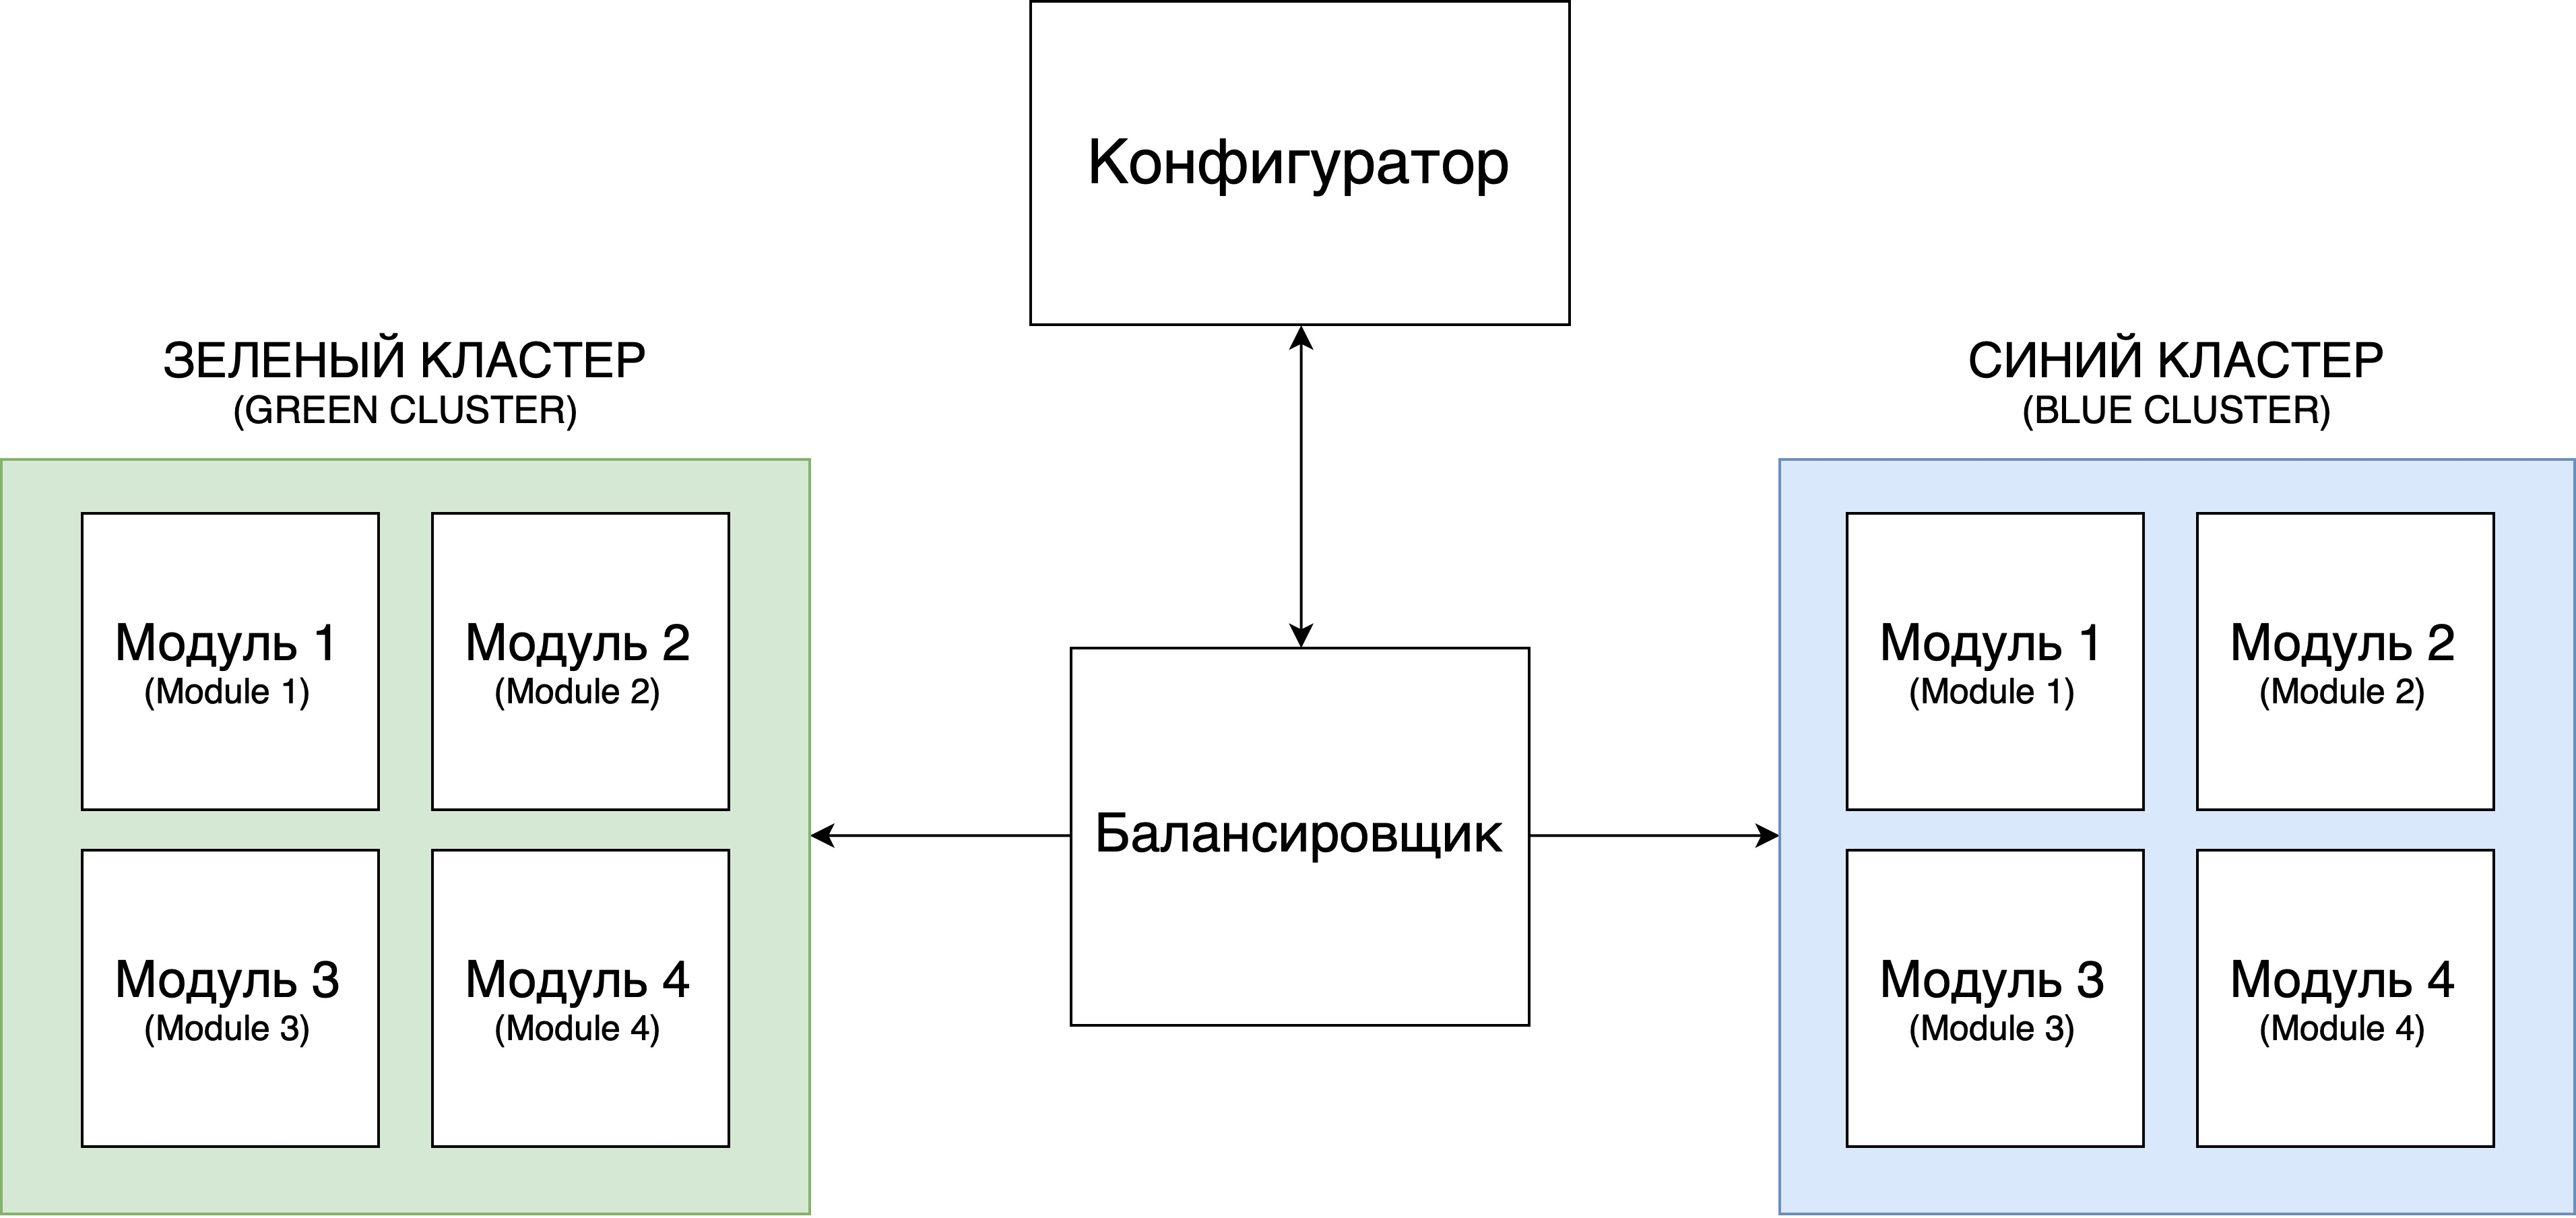 Конфигуратор
ЗЕЛЕНЫЙ КЛАСТЕР
(GREEN CLUSTER)
СИНИЙ КЛАСТЕР
(BLUE CLUSTER)
Модуль 1
(Module 1)
Модуль 2
(Module 2)
Модуль 3
(Module 3)
Модуль 4
(Module 4)
Балансировщик
Модуль 1
(Module 1)
Модуль 2
(Module 2)
Модуль 3
(Module 3)
Модуль 4
(Module 4)